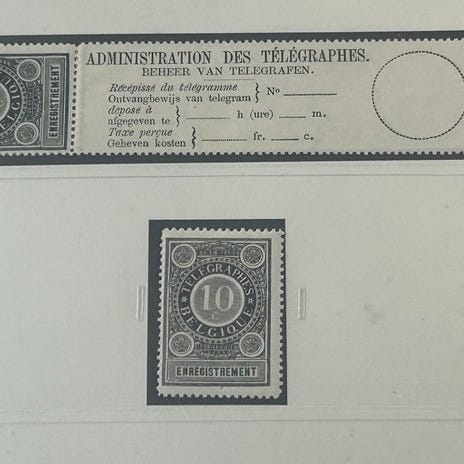 ADMINISTRATION DES TÉLÉGRAPHES.
BEHEER VAN TELEGRAFEN.
Récépissé du télégramme
Ontvangbewijs van telegram } No
déposé à
afgegeven te } h (ure) m.
Taxe perçue
Geheven kosten } fr. c.
ENREGISTREMENT
TÉLÉGRAPHES
10
C
BELGIQUE
ENREGISTREMENT